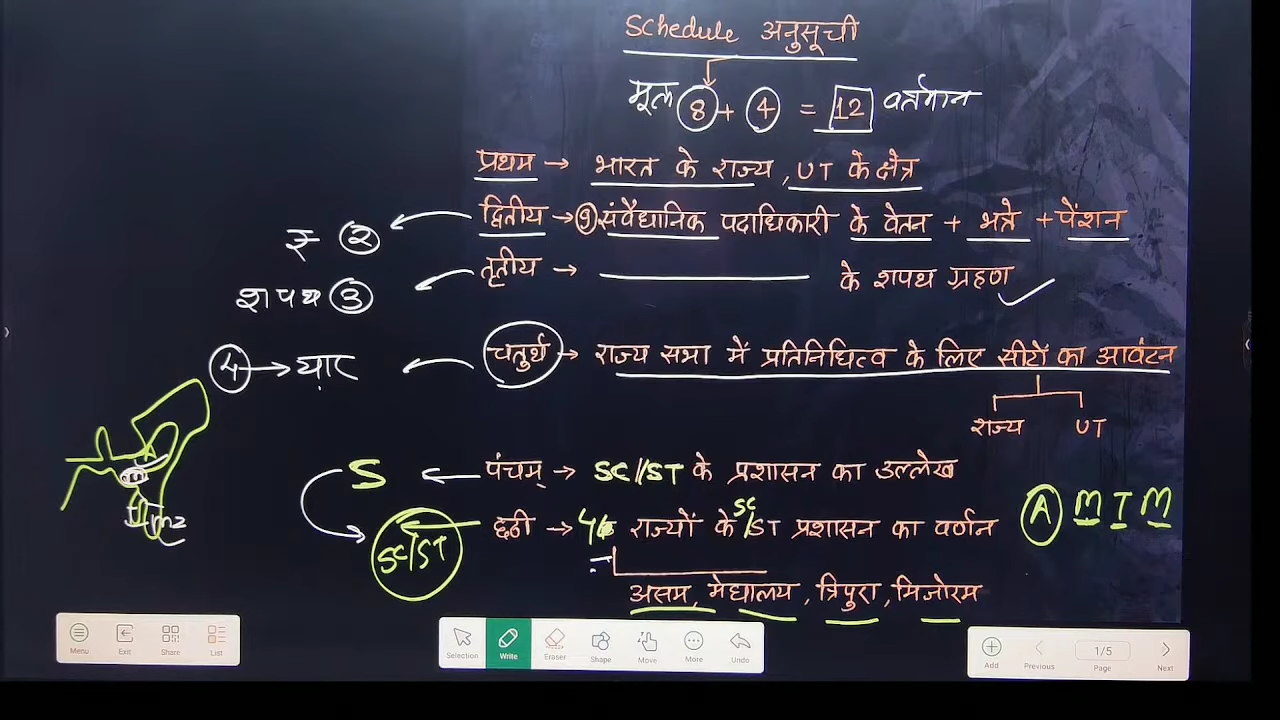 Schedule अनुसूची
मूल 8 + 4 = 12 वर्तमान
प्रथम → भारत के राज्य, UT के क्षेत्र
द्वितीय → 9 संवैधानिक पदाधिकारी के वेतन + भत्ते + पेंशन
₹ 2
तृतीय → के शपथ ग्रहण ✓
शपथ 3
चतुर्थ → राज्य सभा में प्रतिनिधित्व के लिए सीटों का आवंटन
4 → चार
राज्य UT
S ← पंचम् → SC/ST के प्रशासन का उल्लेख
SC/ST
छठी → 4 राज्यों के SC/ST प्रशासन का वर्णन
A M T M
असम, मेघालय, त्रिपुरा, मिजोरम
Menu Exit Share List
Selection Write Eraser Shape Move More Undo
Add Previous 1/5 Page Next